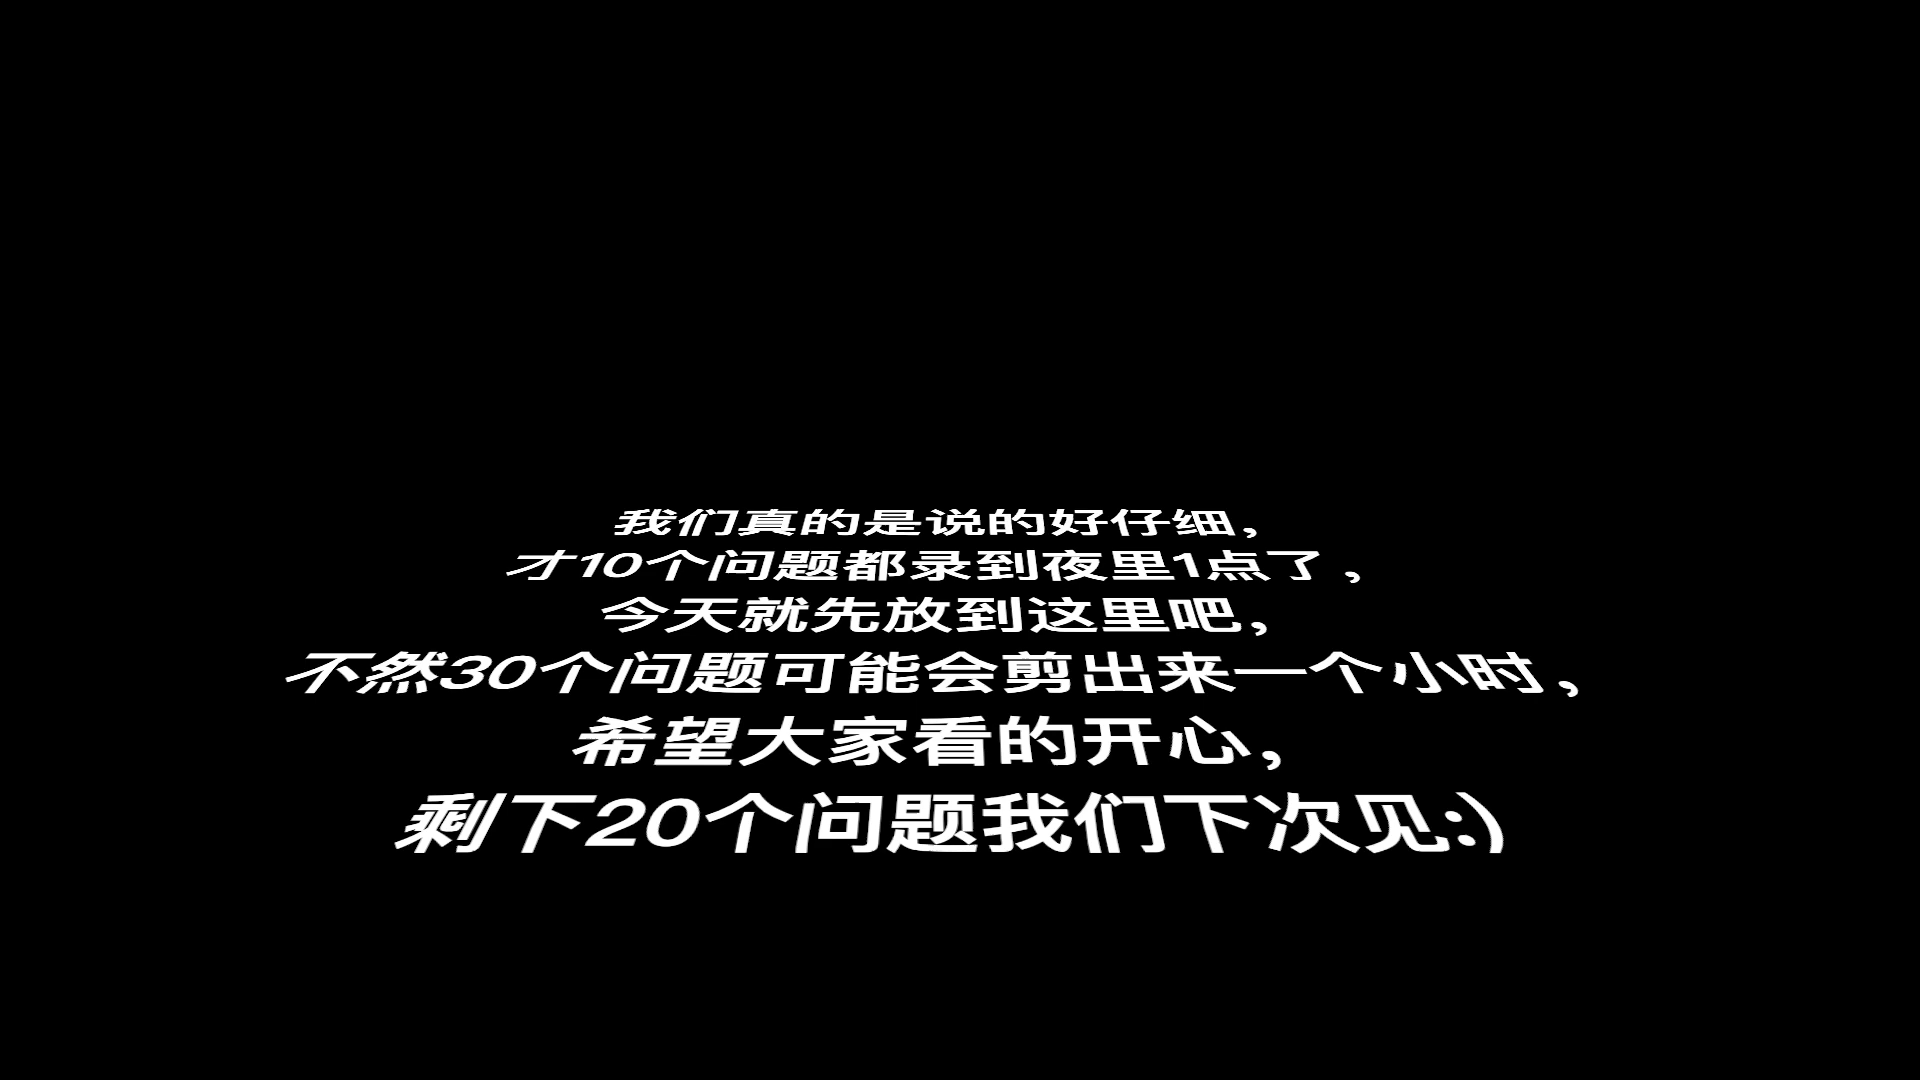 我们真的是说的好仔细，
才10个问题都录到夜里1点了，
今天就先放到这里吧，
不然30个问题可能会剪出来一个小时，
希望大家看的开心，
剩下20个问题我们下次见:)